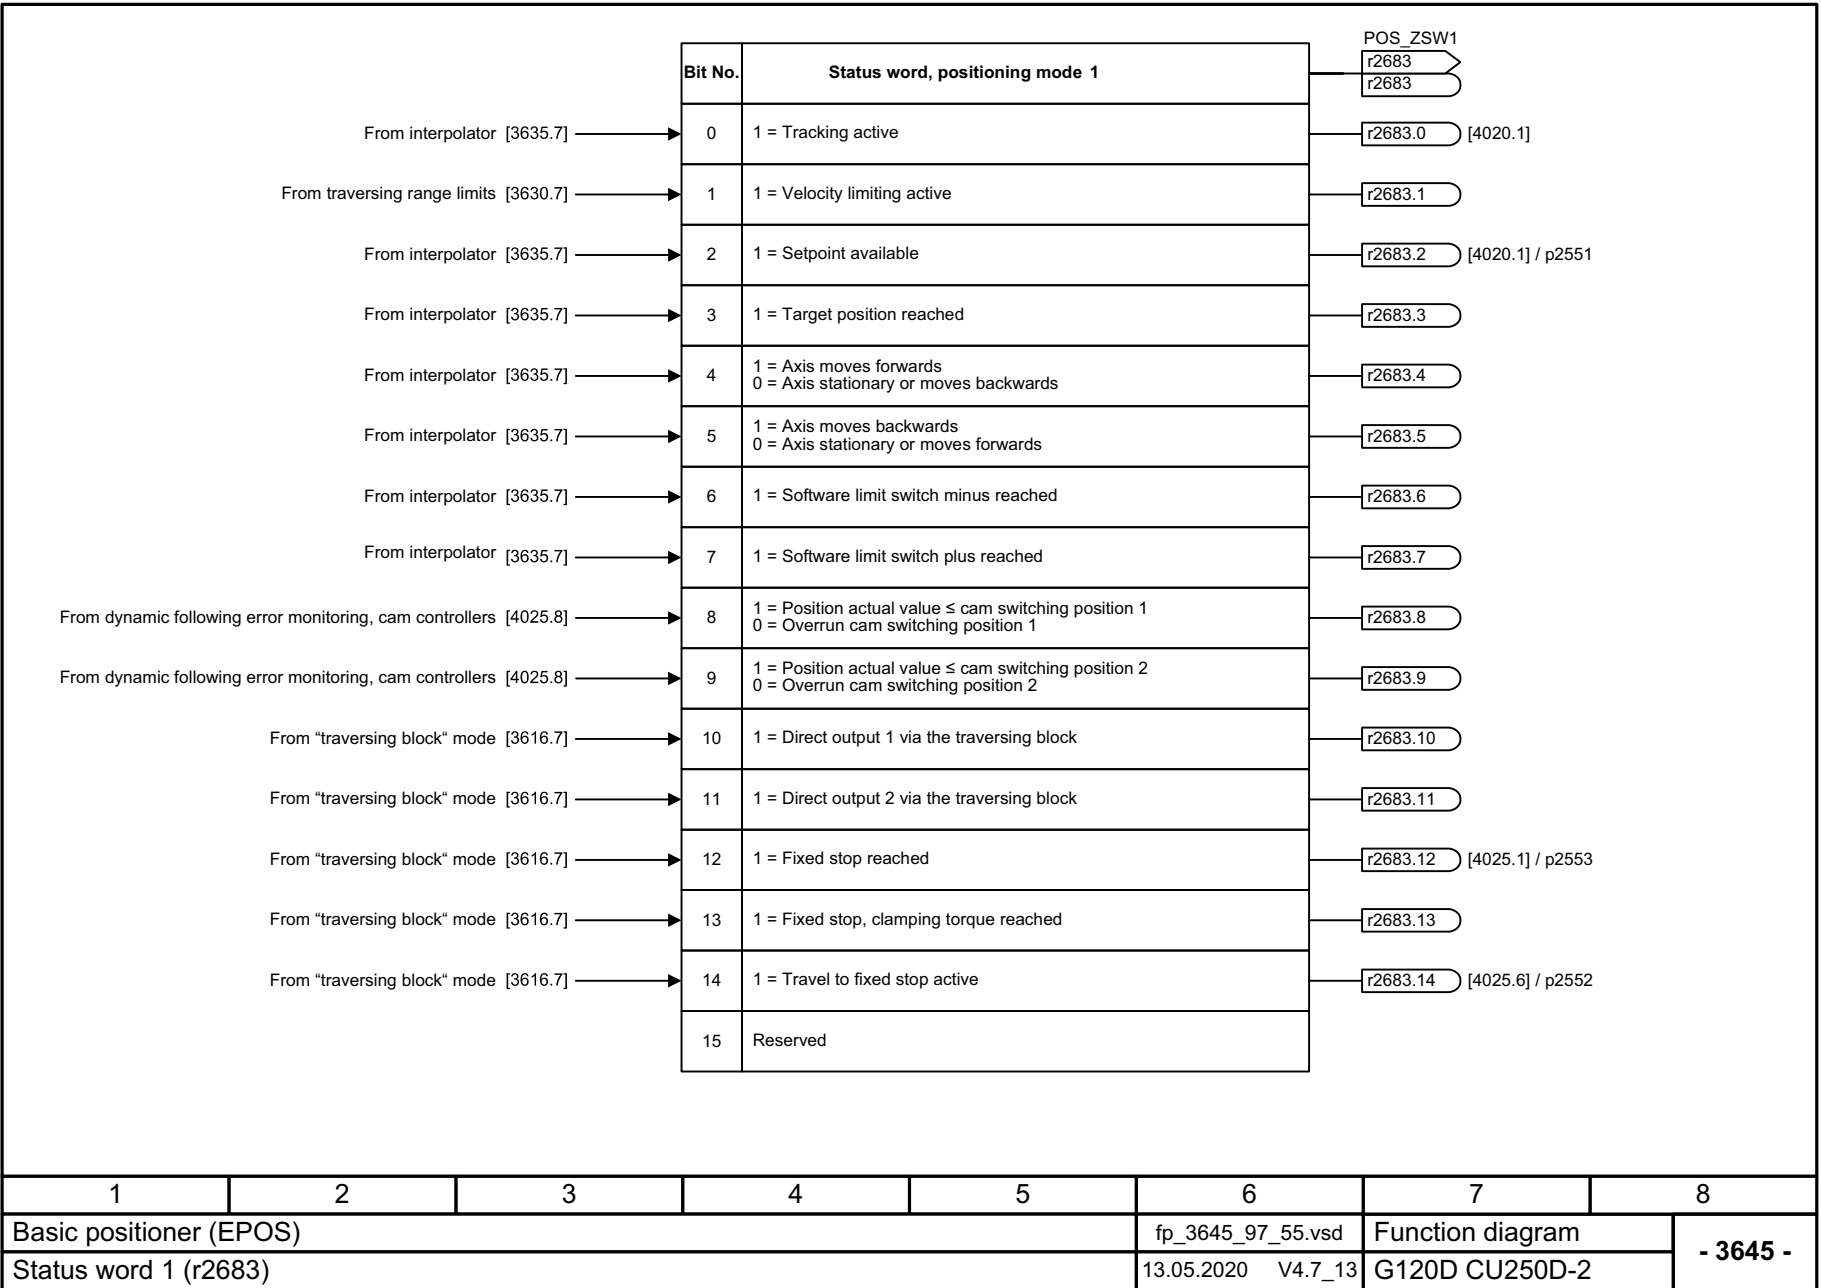 POS_ZSW1
Bit No. Status word, positioning mode 1 r2683
r2683
From interpolator [3635.7] 0 1 = Tracking active r2683.0 [4020.1]
From traversing range limits [3630.7] 1 1 = Velocity limiting active r2683.1
From interpolator [3635.7] 2 1 = Setpoint available r2683.2 [4020.1] / p2551
From interpolator [3635.7] 3 1 = Target position reached r2683.3
From interpolator [3635.7] 4 1 = Axis moves forwards
0 = Axis stationary or moves backwards r2683.4
From interpolator [3635.7] 5 1 = Axis moves backwards
0 = Axis stationary or moves forwards r2683.5
From interpolator [3635.7] 6 1 = Software limit switch minus reached r2683.6
From interpolator [3635.7] 7 1 = Software limit switch plus reached r2683.7
From dynamic following error monitoring, cam controllers [4025.8] 8 1 = Position actual value ≤ cam switching position 1
0 = Overrun cam switching position 1 r2683.8
From dynamic following error monitoring, cam controllers [4025.8] 9 1 = Position actual value ≤ cam switching position 2
0 = Overrun cam switching position 2 r2683.9
From “traversing block“ mode [3616.7] 10 1 = Direct output 1 via the traversing block r2683.10
From “traversing block“ mode [3616.7] 11 1 = Direct output 2 via the traversing block r2683.11
From “traversing block“ mode [3616.7] 12 1 = Fixed stop reached r2683.12 [4025.1] / p2553
From “traversing block“ mode [3616.7] 13 1 = Fixed stop, clamping torque reached r2683.13
From “traversing block“ mode [3616.7] 14 1 = Travel to fixed stop active r2683.14 [4025.6] / p2552
15 Reserved
1 2 3 4 5 6 7 8
Basic positioner (EPOS) fp_3645_97_55.vsd Function diagram - 3645 -
Status word 1 (r2683) 13.05.2020 V4.7_13 G120D CU250D-2